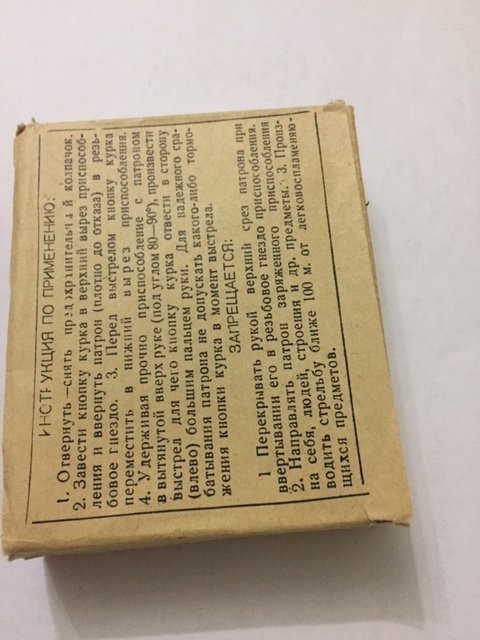 ИНСТРУКЦИЯ ПО ПРИМЕНЕНИЮ:
1. Отвернуть—снять предохранительный колпачок.
2. Завести кнопку курка в верхний вырез приспособ-
ления и ввернуть патрон (плотно до отказа) в резь-
бовое гнездо. 3. Перед выстрелом кнопку курка
переместить в нижний вырез приспособления.
4. Удерживая прочно приспособление с патроном
в вытянутой вверх руке (под углом 80—90°), произвести
выстрел для чего кнопку курка отвести в сторону
(влево) большим пальцем руки. Для надежного сра-
батывания патрона не допускать какого-либо тормо-
жения кнопки курка в момент выстрела.
ЗАПРЕЩАЕТСЯ:
1 Перекрывать рукой верхний срез патрона при
ввертывании его в резьбовое гнездо приспособления.
2. Направлять патрон заряженного приспособления
на себя, людей, строения и др. предметы. 3. Произ-
водить стрельбу ближе 100 м. от легковоспламеняю-
щихся предметов.